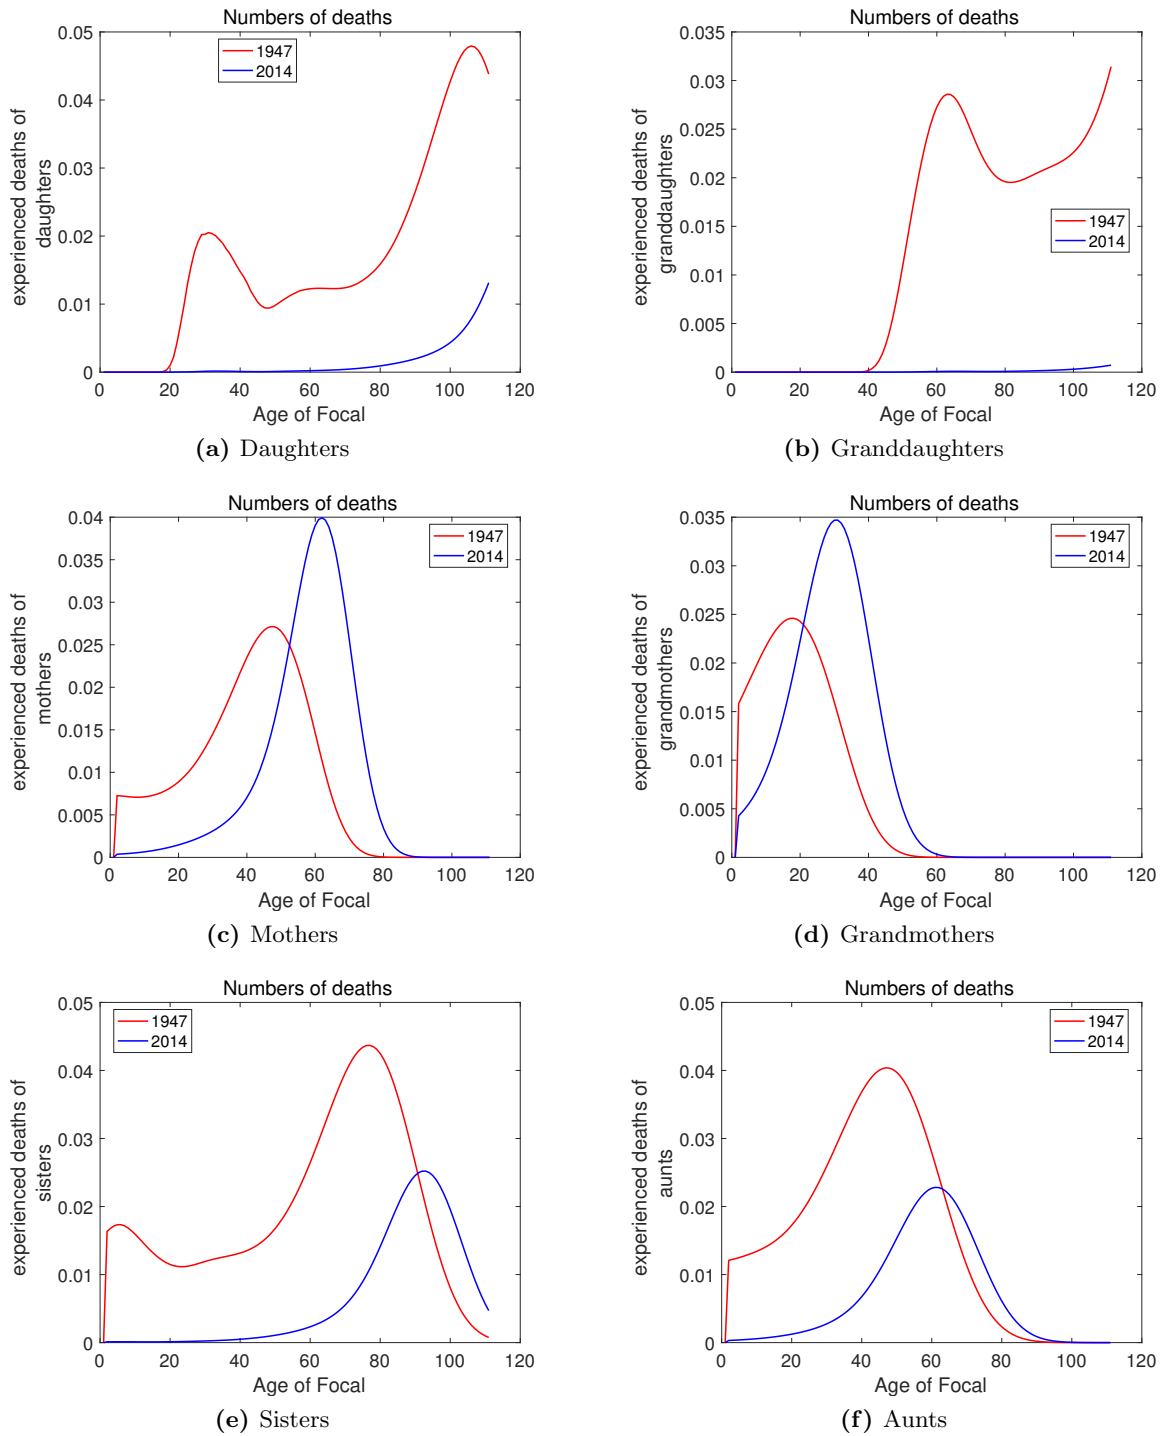 Numbers of deaths
0.05
0.04
0.03
0.02
0.01
0
experienced deaths of
daughters
1947
2014
0 20 40 60 80 100 120
Age of Focal
(a) Daughters
Numbers of deaths
0.035
0.03
0.025
0.02
0.015
0.01
0.005
0
experienced deaths of
granddaughters
1947
2014
0 20 40 60 80 100 120
Age of Focal
(b) Granddaughters
Numbers of deaths
0.04
0.035
0.03
0.025
0.02
0.015
0.01
0.005
0
experienced deaths of
mothers
1947
2014
0 20 40 60 80 100 120
Age of Focal
(c) Mothers
Numbers of deaths
0.035
0.03
0.025
0.02
0.015
0.01
0.005
0
experienced deaths of
grandmothers
1947
2014
0 20 40 60 80 100 120
Age of Focal
(d) Grandmothers
Numbers of deaths
0.05
0.04
0.03
0.02
0.01
0
experienced deaths of
sisters
1947
2014
0 20 40 60 80 100 120
Age of Focal
(e) Sisters
Numbers of deaths
0.05
0.04
0.03
0.02
0.01
0
experienced deaths of
aunts
1947
2014
0 20 40 60 80 100 120
Age of Focal
(f) Aunts